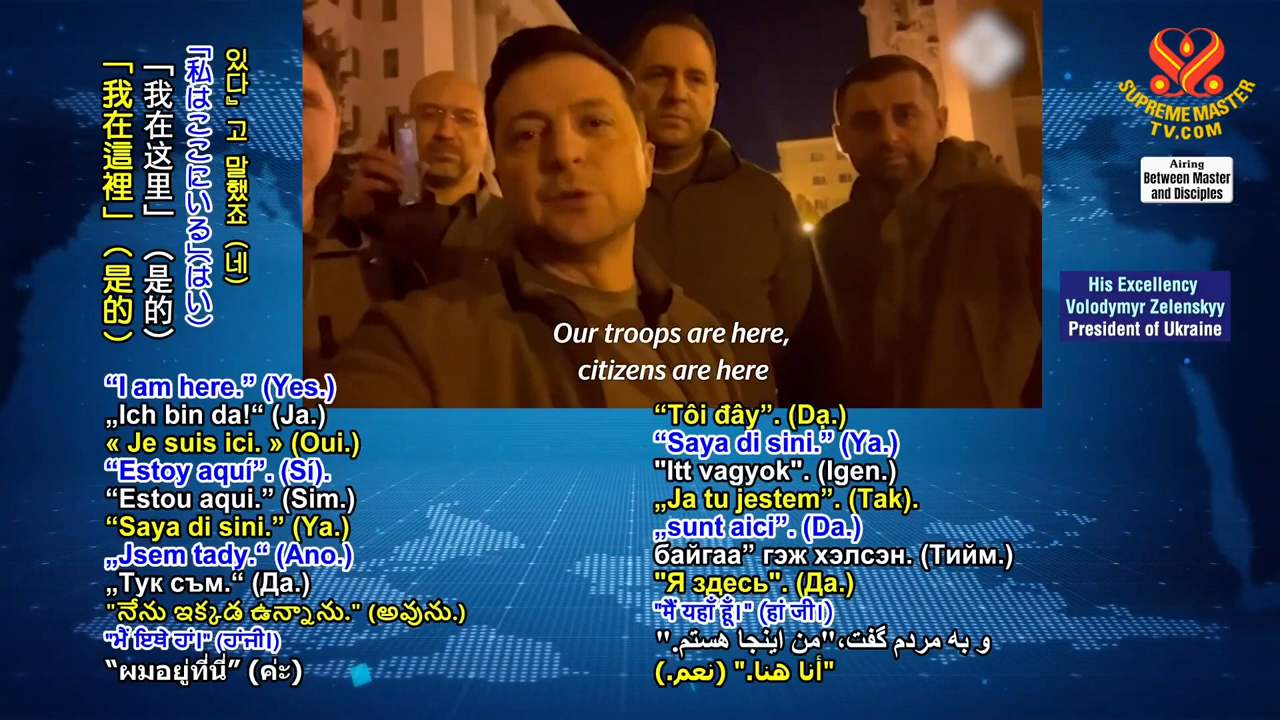 있다』고 말했죠 (네)
『私はここにいる』(はい)
「我在这里」（是的）
「我在這裡」（是的）
Our troops are here,
citizens are here
SUPREME MASTER
TV.COM
Airing
Between Master
and Disciples
His Excellency
Volodymyr Zelenskyy
President of Ukraine
“I am here.” (Yes.)
„Ich bin da!“ (Ja.)
« Je suis ici. » (Oui.)
“Estoy aquí”. (Sí).
“Estou aqui.” (Sim.)
“Saya di sini.” (Ya.)
„Jsem tady.“ (Ano.)
„Тук съм.“ (Да.)
"నేను ఇక్కడ ఉన్నాను." (అవును.)
"ਮੈਂ ਇਥੇ ਹਾਂ।" (ਹਾਂਜੀ।)
“ผมอยู่ที่นี่” (ค่ะ)
“Tôi đây”. (Dạ.)
“Saya di sini.” (Ya.)
"Itt vagyok". (Igen.)
„Ja tu jestem”. (Tak).
„sunt aici”. (Da.)
байгаа” гэж хэлсэн. (Тийм.)
"Я здесь". (Да.)
"मैं यहाँ हूँ।" (हां जी।)
و به مردم گفت،"من اینجا هستم."
"أنا هنا." (نعم.)